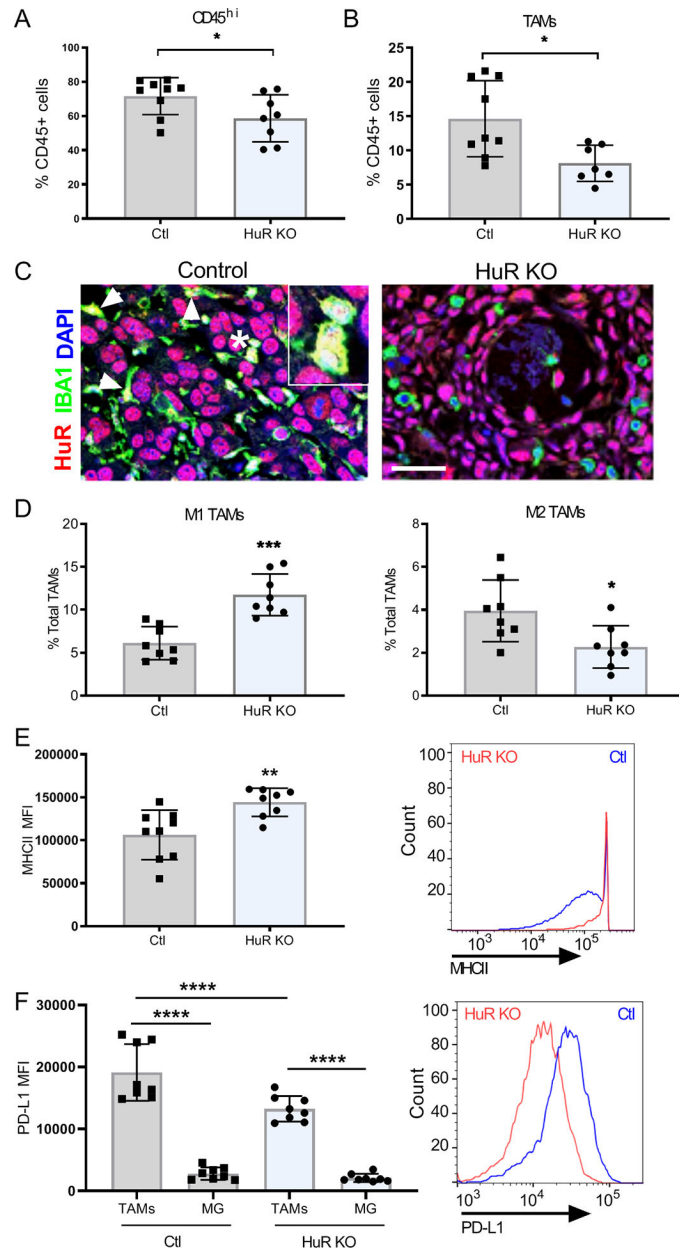 A
CD45hi
*
% CD45+ cells
100
80
60
40
20
0
Ctl
HuR KO
B
TAMs
*
% CD45+ cells
25
20
15
10
5
0
Ctl
HuR KO
C
Control
HuR KO
HuR IBA1 DAPI
*
D
M1 TAMs
***
% Total TAMs
20
15
10
5
0
Ctl
HuR KO
M2 TAMs
*
% Total TAMs
8
6
4
2
0
Ctl
HuR KO
E
**
MHCII MFI
200000
150000
100000
50000
0
Ctl
HuR KO
HuR KO
Ctl
Count
100
80
60
40
20
10³
10⁴
10⁵
MHCII
F
****
****
****
PD-L1 MFI
30000
20000
10000
0
TAMs
MG
TAMs
MG
Ctl
HuR KO
HuR KO
Ctl
Count
100
80
60
40
20
10³
10⁴
10⁵
PD-L1